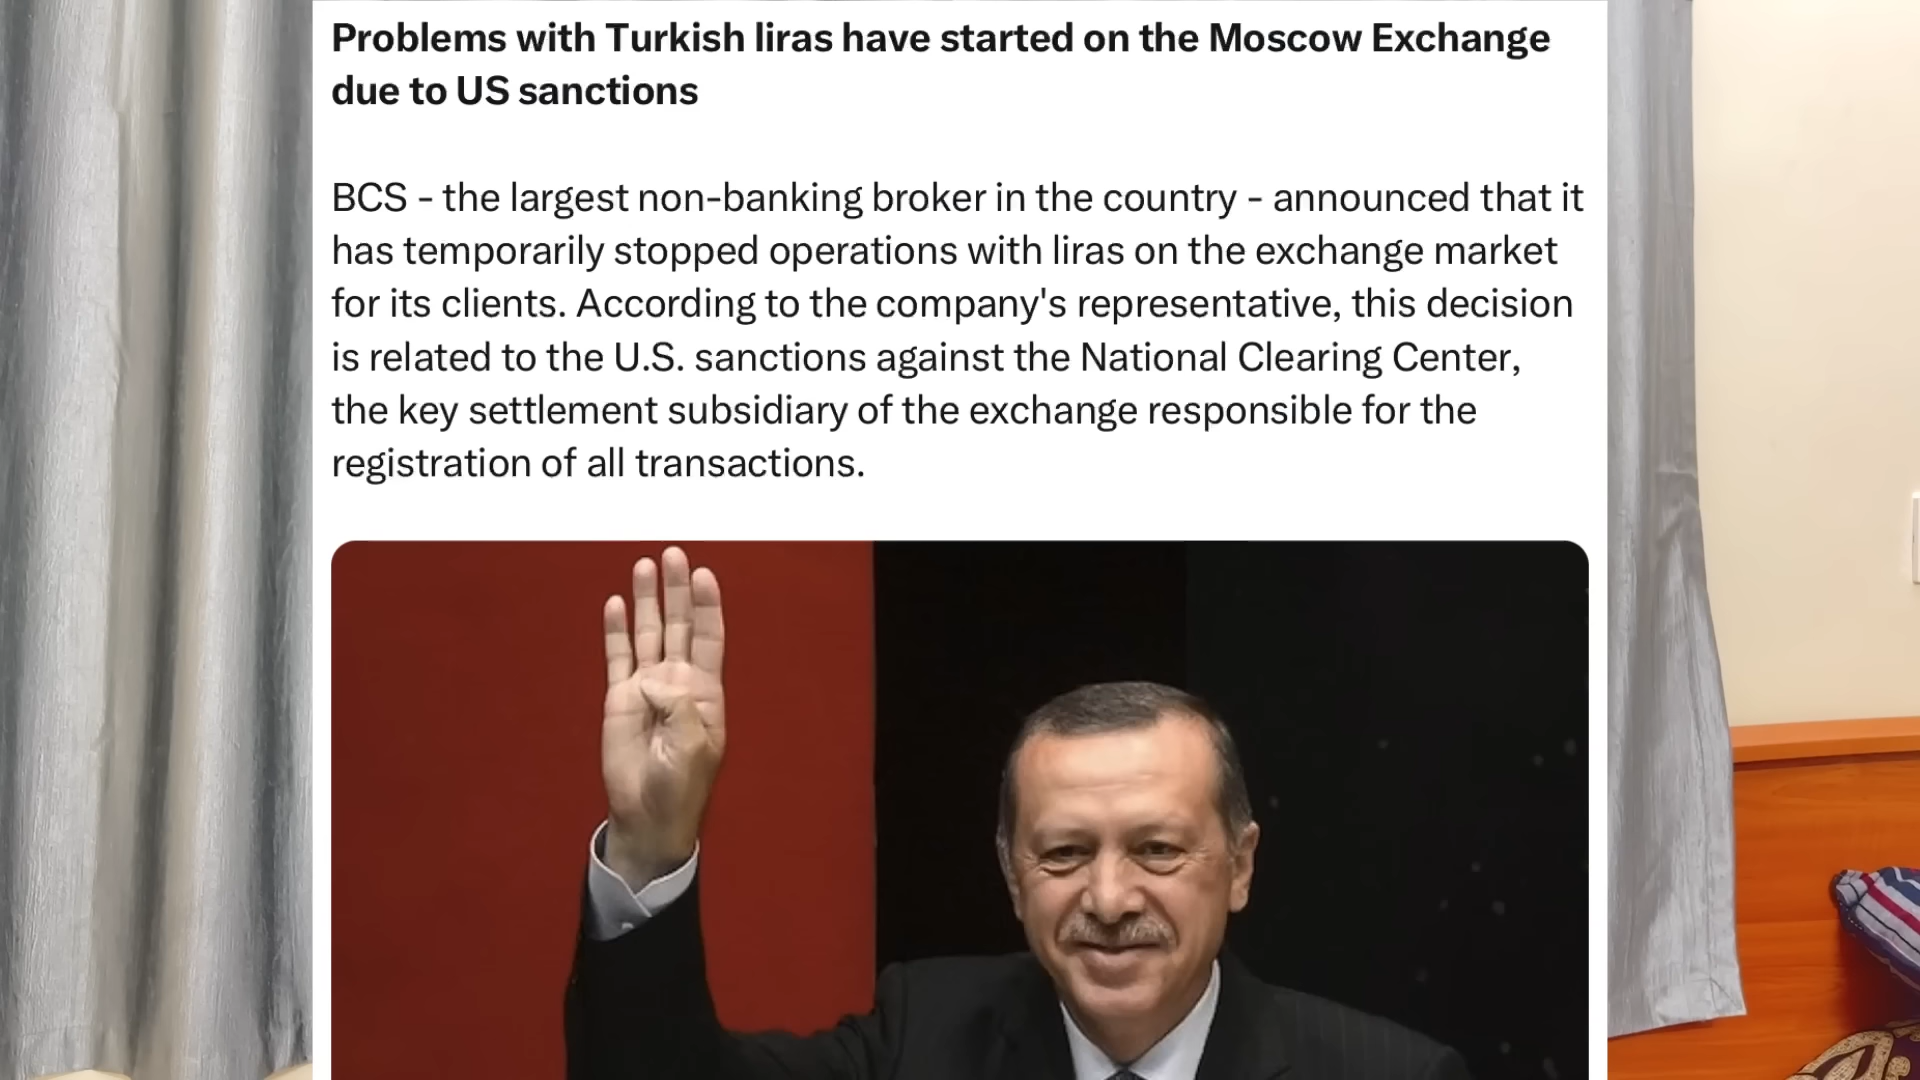 Problems with Turkish liras have started on the Moscow Exchange
due to US sanctions
BCS - the largest non-banking broker in the country - announced that it
has temporarily stopped operations with liras on the exchange market
for its clients. According to the company's representative, this decision
is related to the U.S. sanctions against the National Clearing Center,
the key settlement subsidiary of the exchange responsible for the
registration of all transactions.